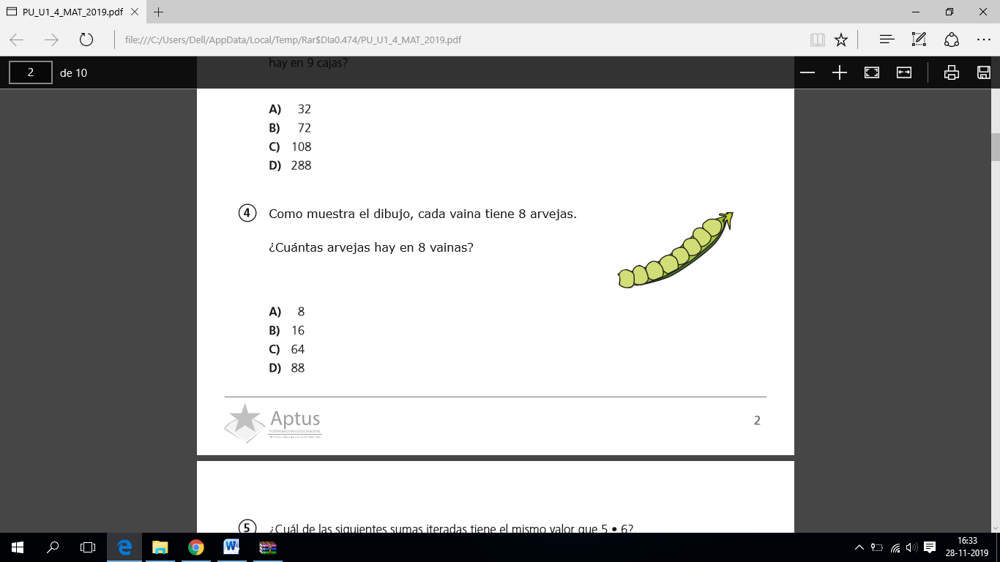 PU_U1_4_MAT_2019.pdf
file:///C:/Users/Dell/AppData/Local/Temp/Rar$DIa0.474/PU_U1_4_MAT_2019.pdf
2 de 10
hay en 9 cajas?
A) 32
B) 72
C) 108
D) 288
4 Como muestra el dibujo, cada vaina tiene 8 arvejas.
¿Cuántas arvejas hay en 8 vainas?
A) 8
B) 16
C) 64
D) 88
Aptus
POTENCIADORA EDUCACIONAL
2
5 ¿Cuál de las siguientes sumas iteradas tiene el mismo valor que 5 • 6?
16:33
28-11-2019